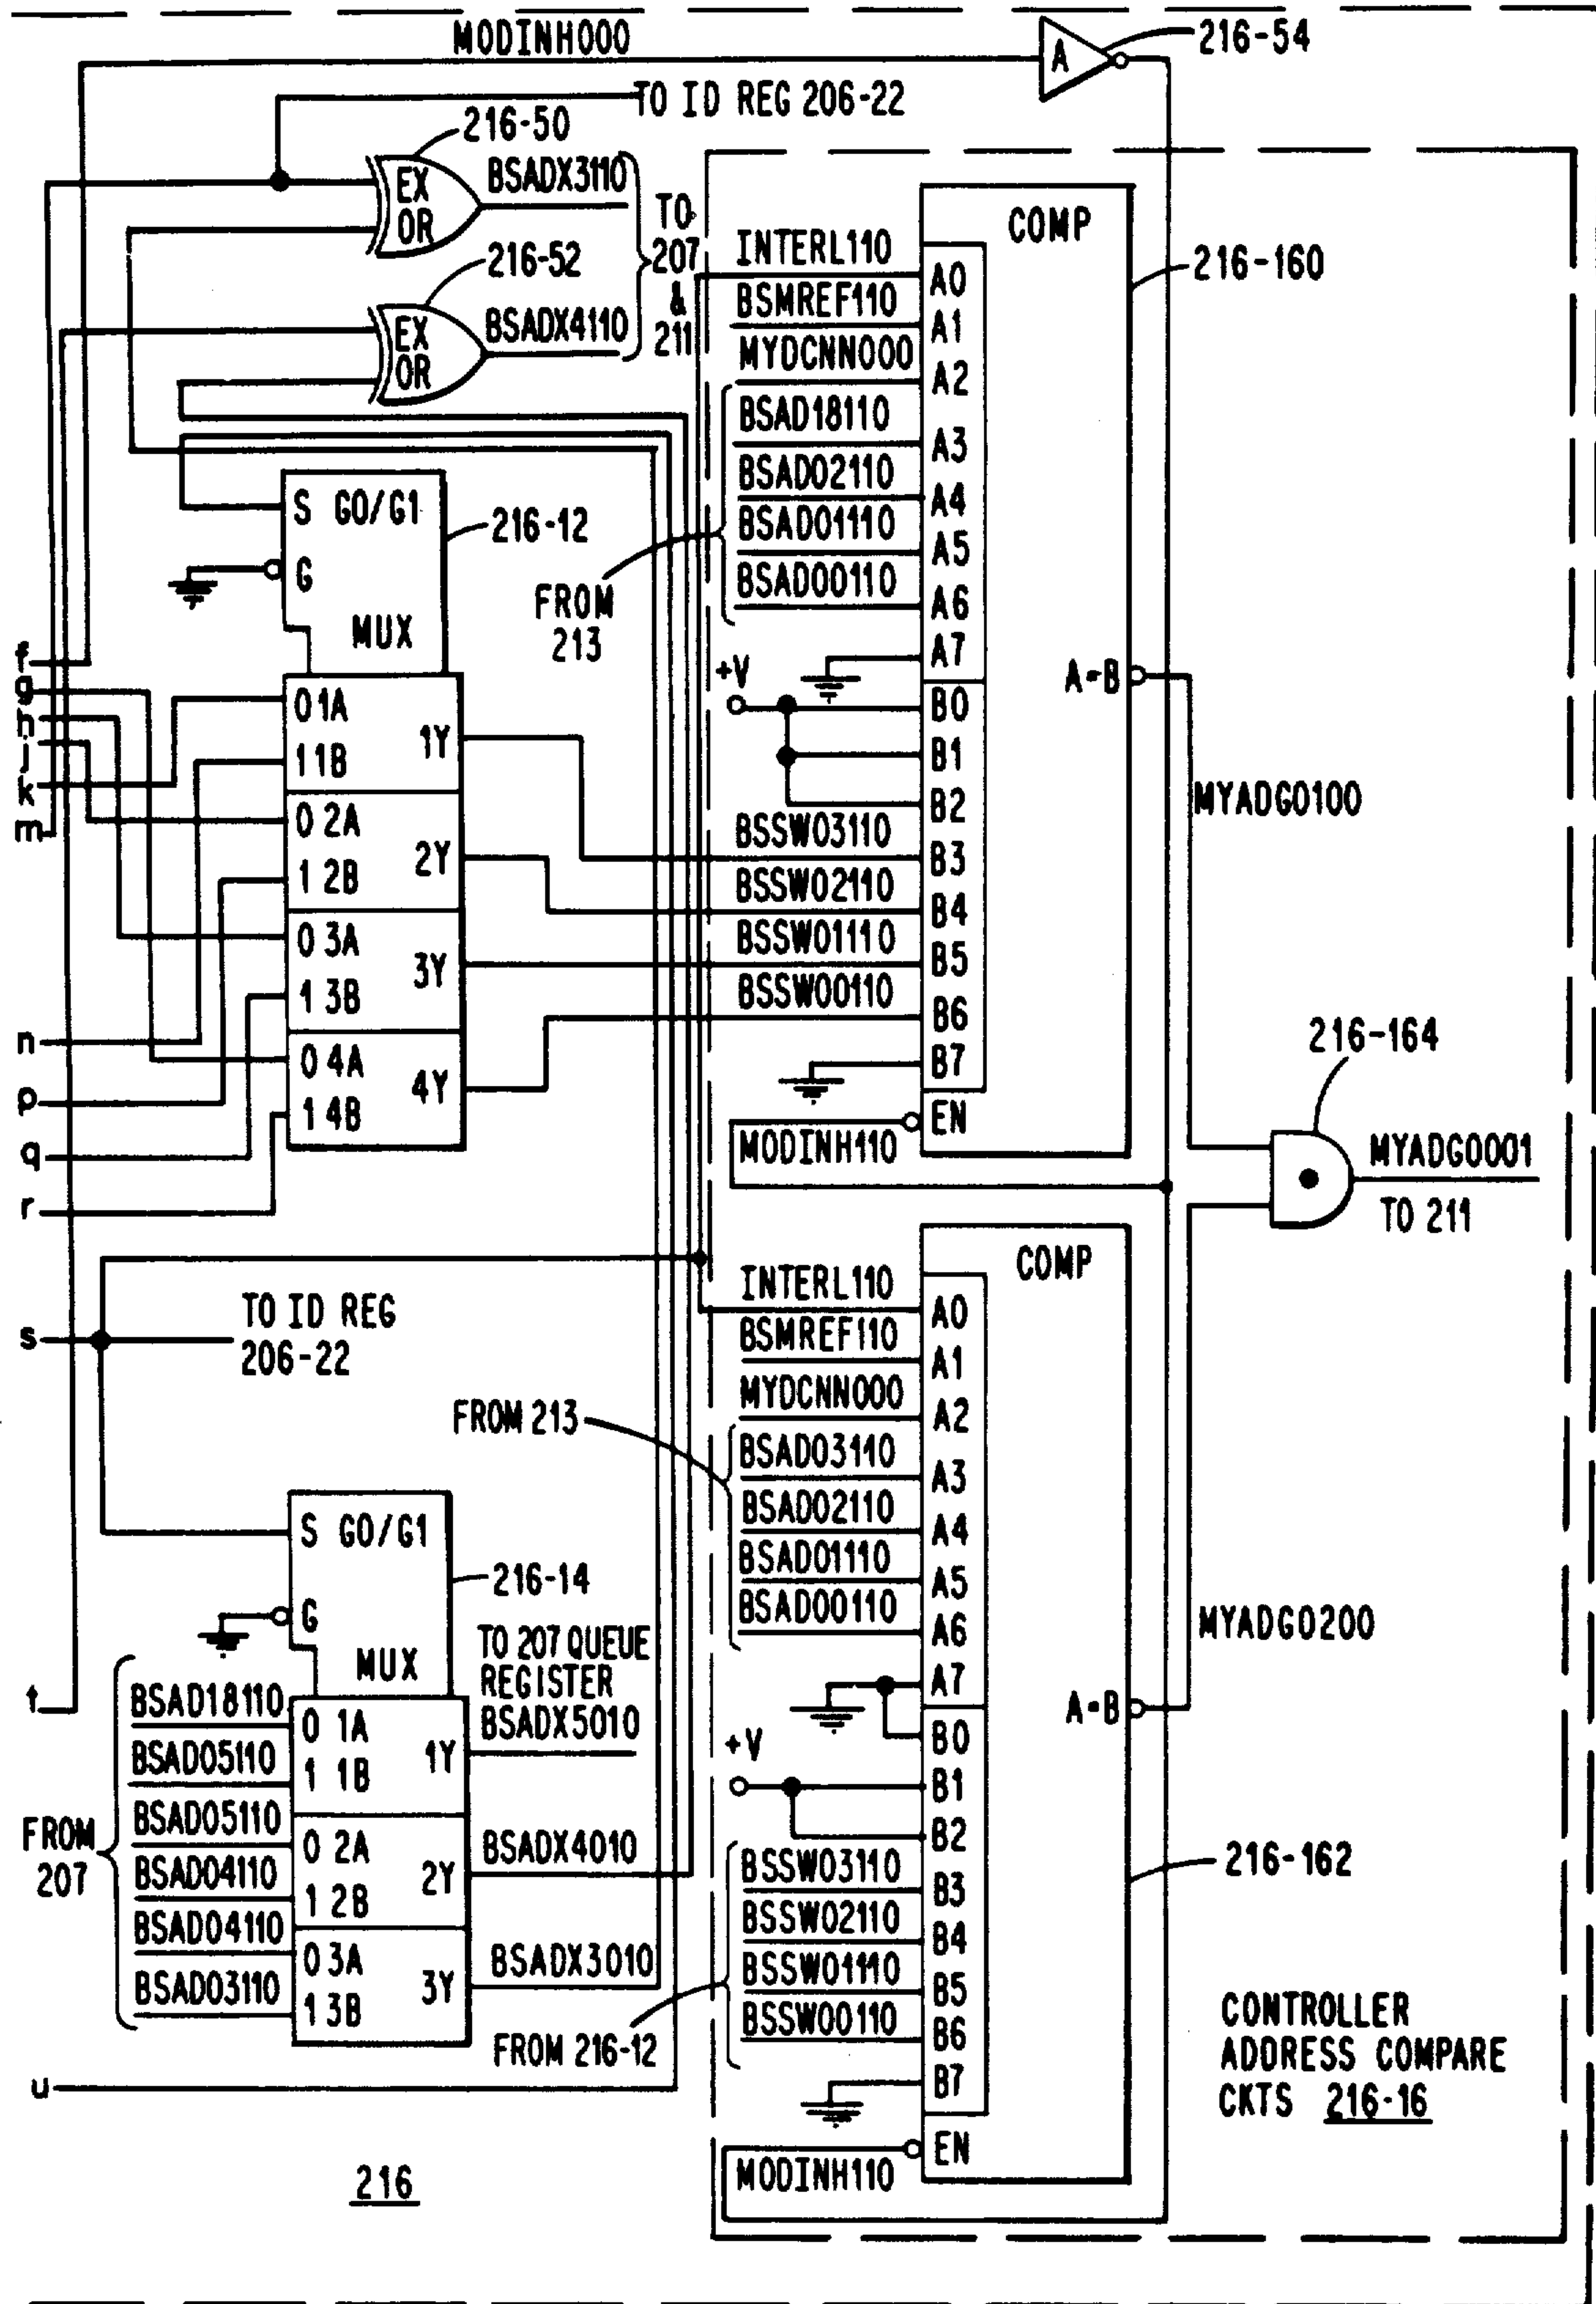 MODINH000
A
216-54
TO ID REG 206-22
216-50
EX
OR
BSADX3110
216-52
EX
OR
BSADX4110
TO
207
&
211
S G0/G1
216-12
G
MUX
0 1A
1 1B
1Y
0 2A
1 2B
2Y
0 3A
1 3B
3Y
0 4A
1 4B
4Y
f
g
h
j
k
m
n
p
q
r
s
t
u
COMP
216-160
INTERL110
A0
BSMREF110
A1
MYDCNN000
A2
BSAD18110
A3
BSAD02110
A4
BSAD01110
A5
BSAD00110
A6
FROM
213
A7
+V
B0
B1
B2
BSSW03110
B3
BSSW02110
B4
BSSW01110
B5
BSSW00110
B6
B7
EN
MODINH110
A=B
MYADG0100
216-164
MYADG0001
TO 211
TO ID REG
206-22
COMP
INTERL110
A0
BSMREF110
A1
MYDCNN000
A2
FROM 213
BSAD03110
A3
BSAD02110
A4
BSAD01110
A5
BSAD00110
A6
A7
+V
B0
B1
B2
BSSW03110
B3
BSSW02110
B4
BSSW01110
B5
BSSW00110
B6
FROM 216-12
B7
EN
MODINH110
A=B
MYADG0200
216-162
S G0/G1
216-14
G
MUX
TO 207 QUEUE
REGISTER
BSADX5010
BSAD18110
0 1A
BSAD05110
1 1B
1Y
BSAD05110
0 2A
BSAD04110
1 2B
2Y
BSADX4010
BSAD04110
0 3A
BSAD03110
1 3B
3Y
BSADX3010
FROM
207
CONTROLLER
ADDRESS COMPARE
CKTS 216-16
216